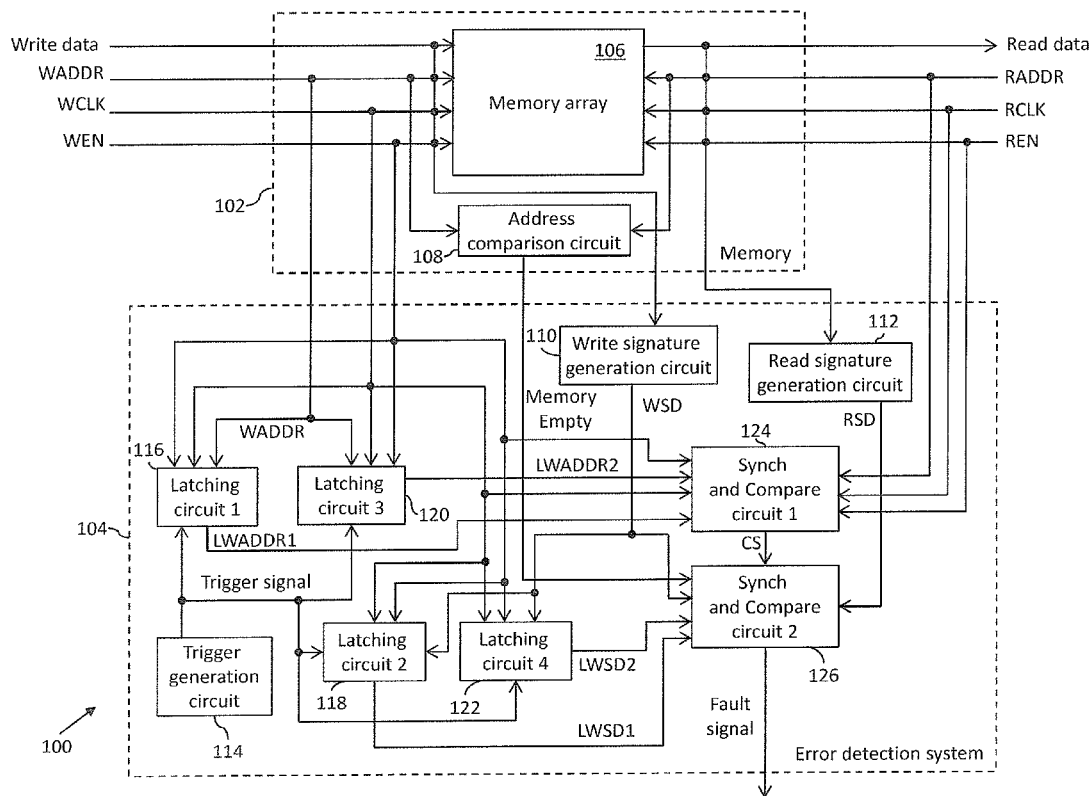 Write data
WADDR
WCLK
WEN
106
Memory array
Read data
RADDR
RCLK
REN
102
Address
comparison circuit
108
Memory
110
Write signature
generation circuit
112
Read signature
generation circuit
Memory
Empty
WSD
RSD
WADDR
116
Latching
circuit 1
Latching
circuit 3
120
LWADDR2
124
Synch
and Compare
circuit 1
104
LWADDR1
CS
Trigger signal
Synch
and Compare
circuit 2
126
Trigger
generation
circuit
114
Latching
circuit 2
118
Latching
circuit 4
122
LWSD2
LWSD1
Fault
signal
100
Error detection system